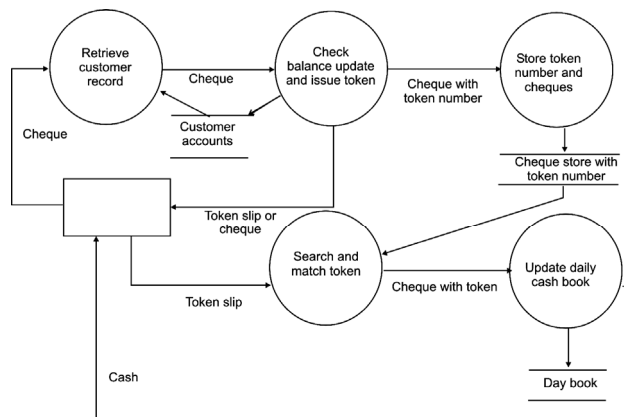 Retrieve
customer
record
Check
balance update
and issue token
Store token
number and
cheques
Cheque
Cheque with
token number
Customer
accounts
Cheque
Cheque store with
token number
Token slip or
cheque
Search and
match token
Update daily
cash book
Cheque with token
Token slip
Cash
Day book